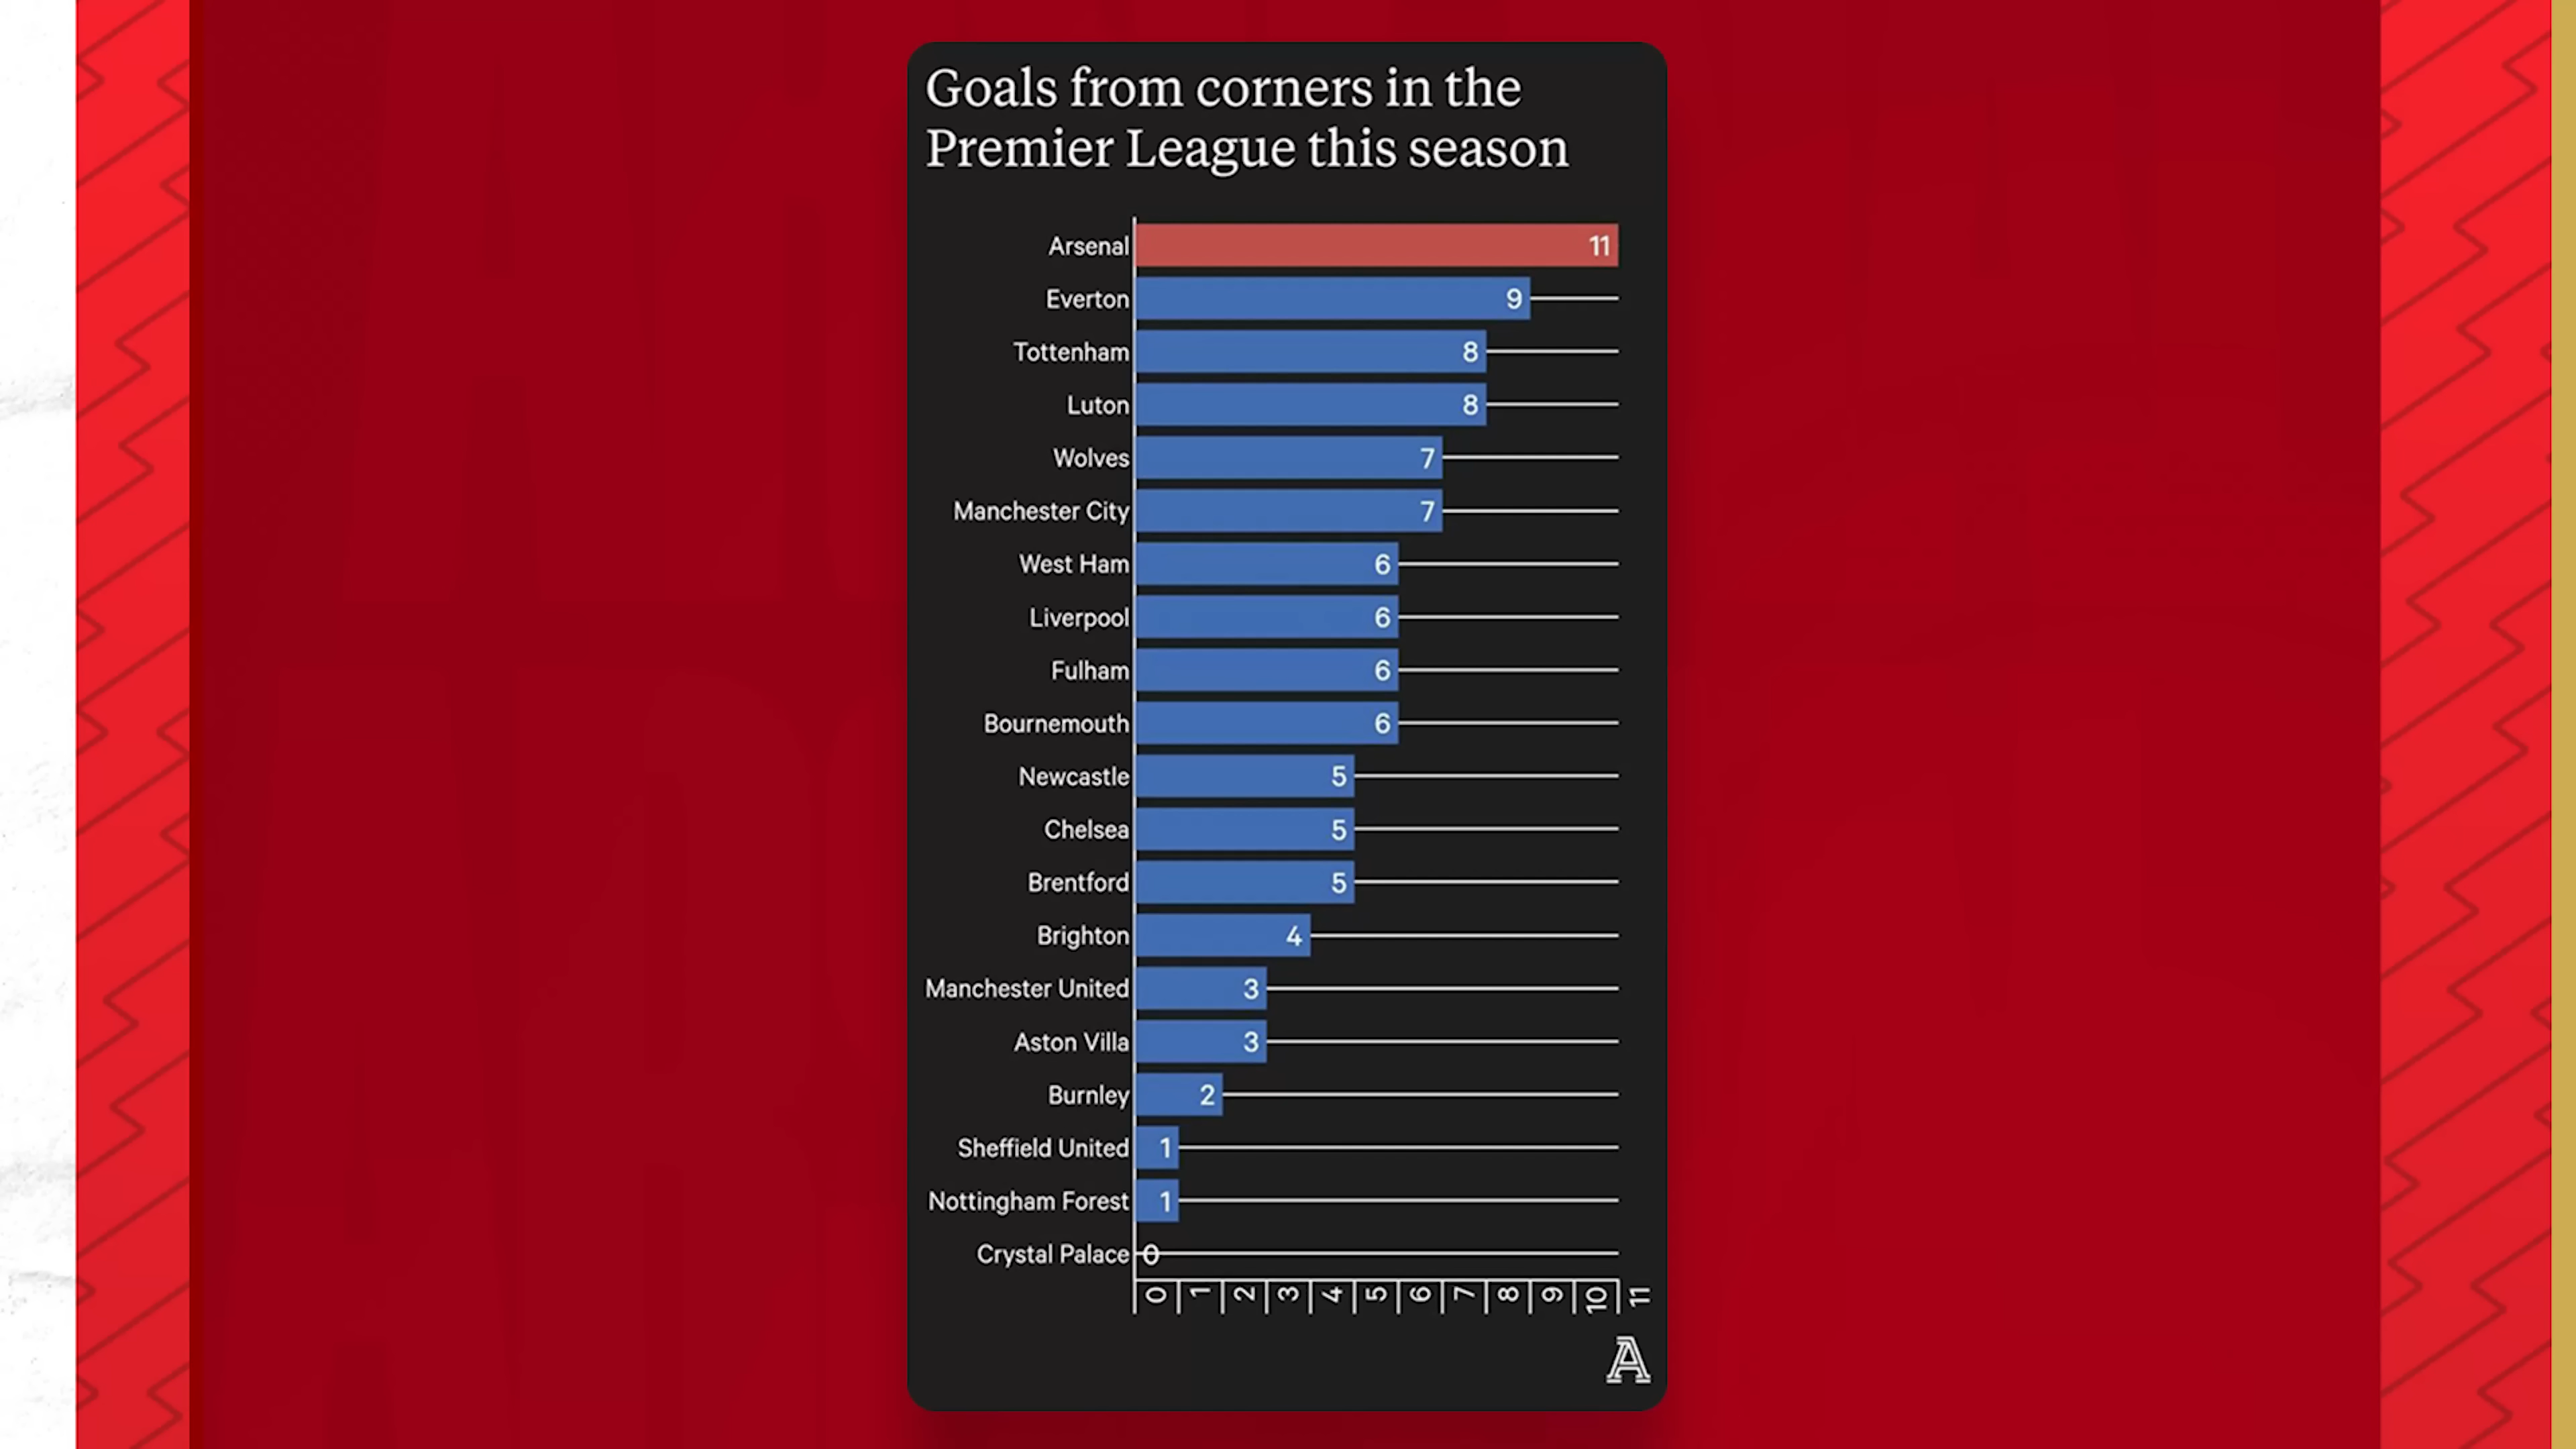 Goals from corners in the
Premier League this season
Arsenal 11
Everton 9
Tottenham 8
Luton 8
Wolves 7
Manchester City 7
West Ham 6
Liverpool 6
Fulham 6
Bournemouth 6
Newcastle 5
Chelsea 5
Brentford 5
Brighton 4
Manchester United 3
Aston Villa 3
Burnley 2
Sheffield United 1
Nottingham Forest 1
Crystal Palace 0
0 1 2 3 4 5 6 7 8 9 10 11
A